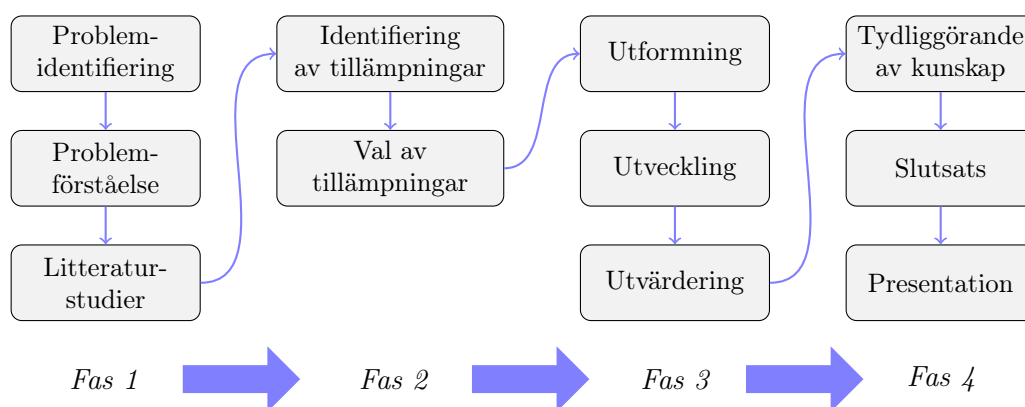 Problem-
identifiering
Problem-
förståelse
Litteratur-
studier
Identifiering
av tillämpningar
Val av
tillämpningar
Utformning
Utveckling
Utvärdering
Tydliggörande
av kunskap
Slutsats
Presentation
Fas 1
Fas 2
Fas 3
Fas 4